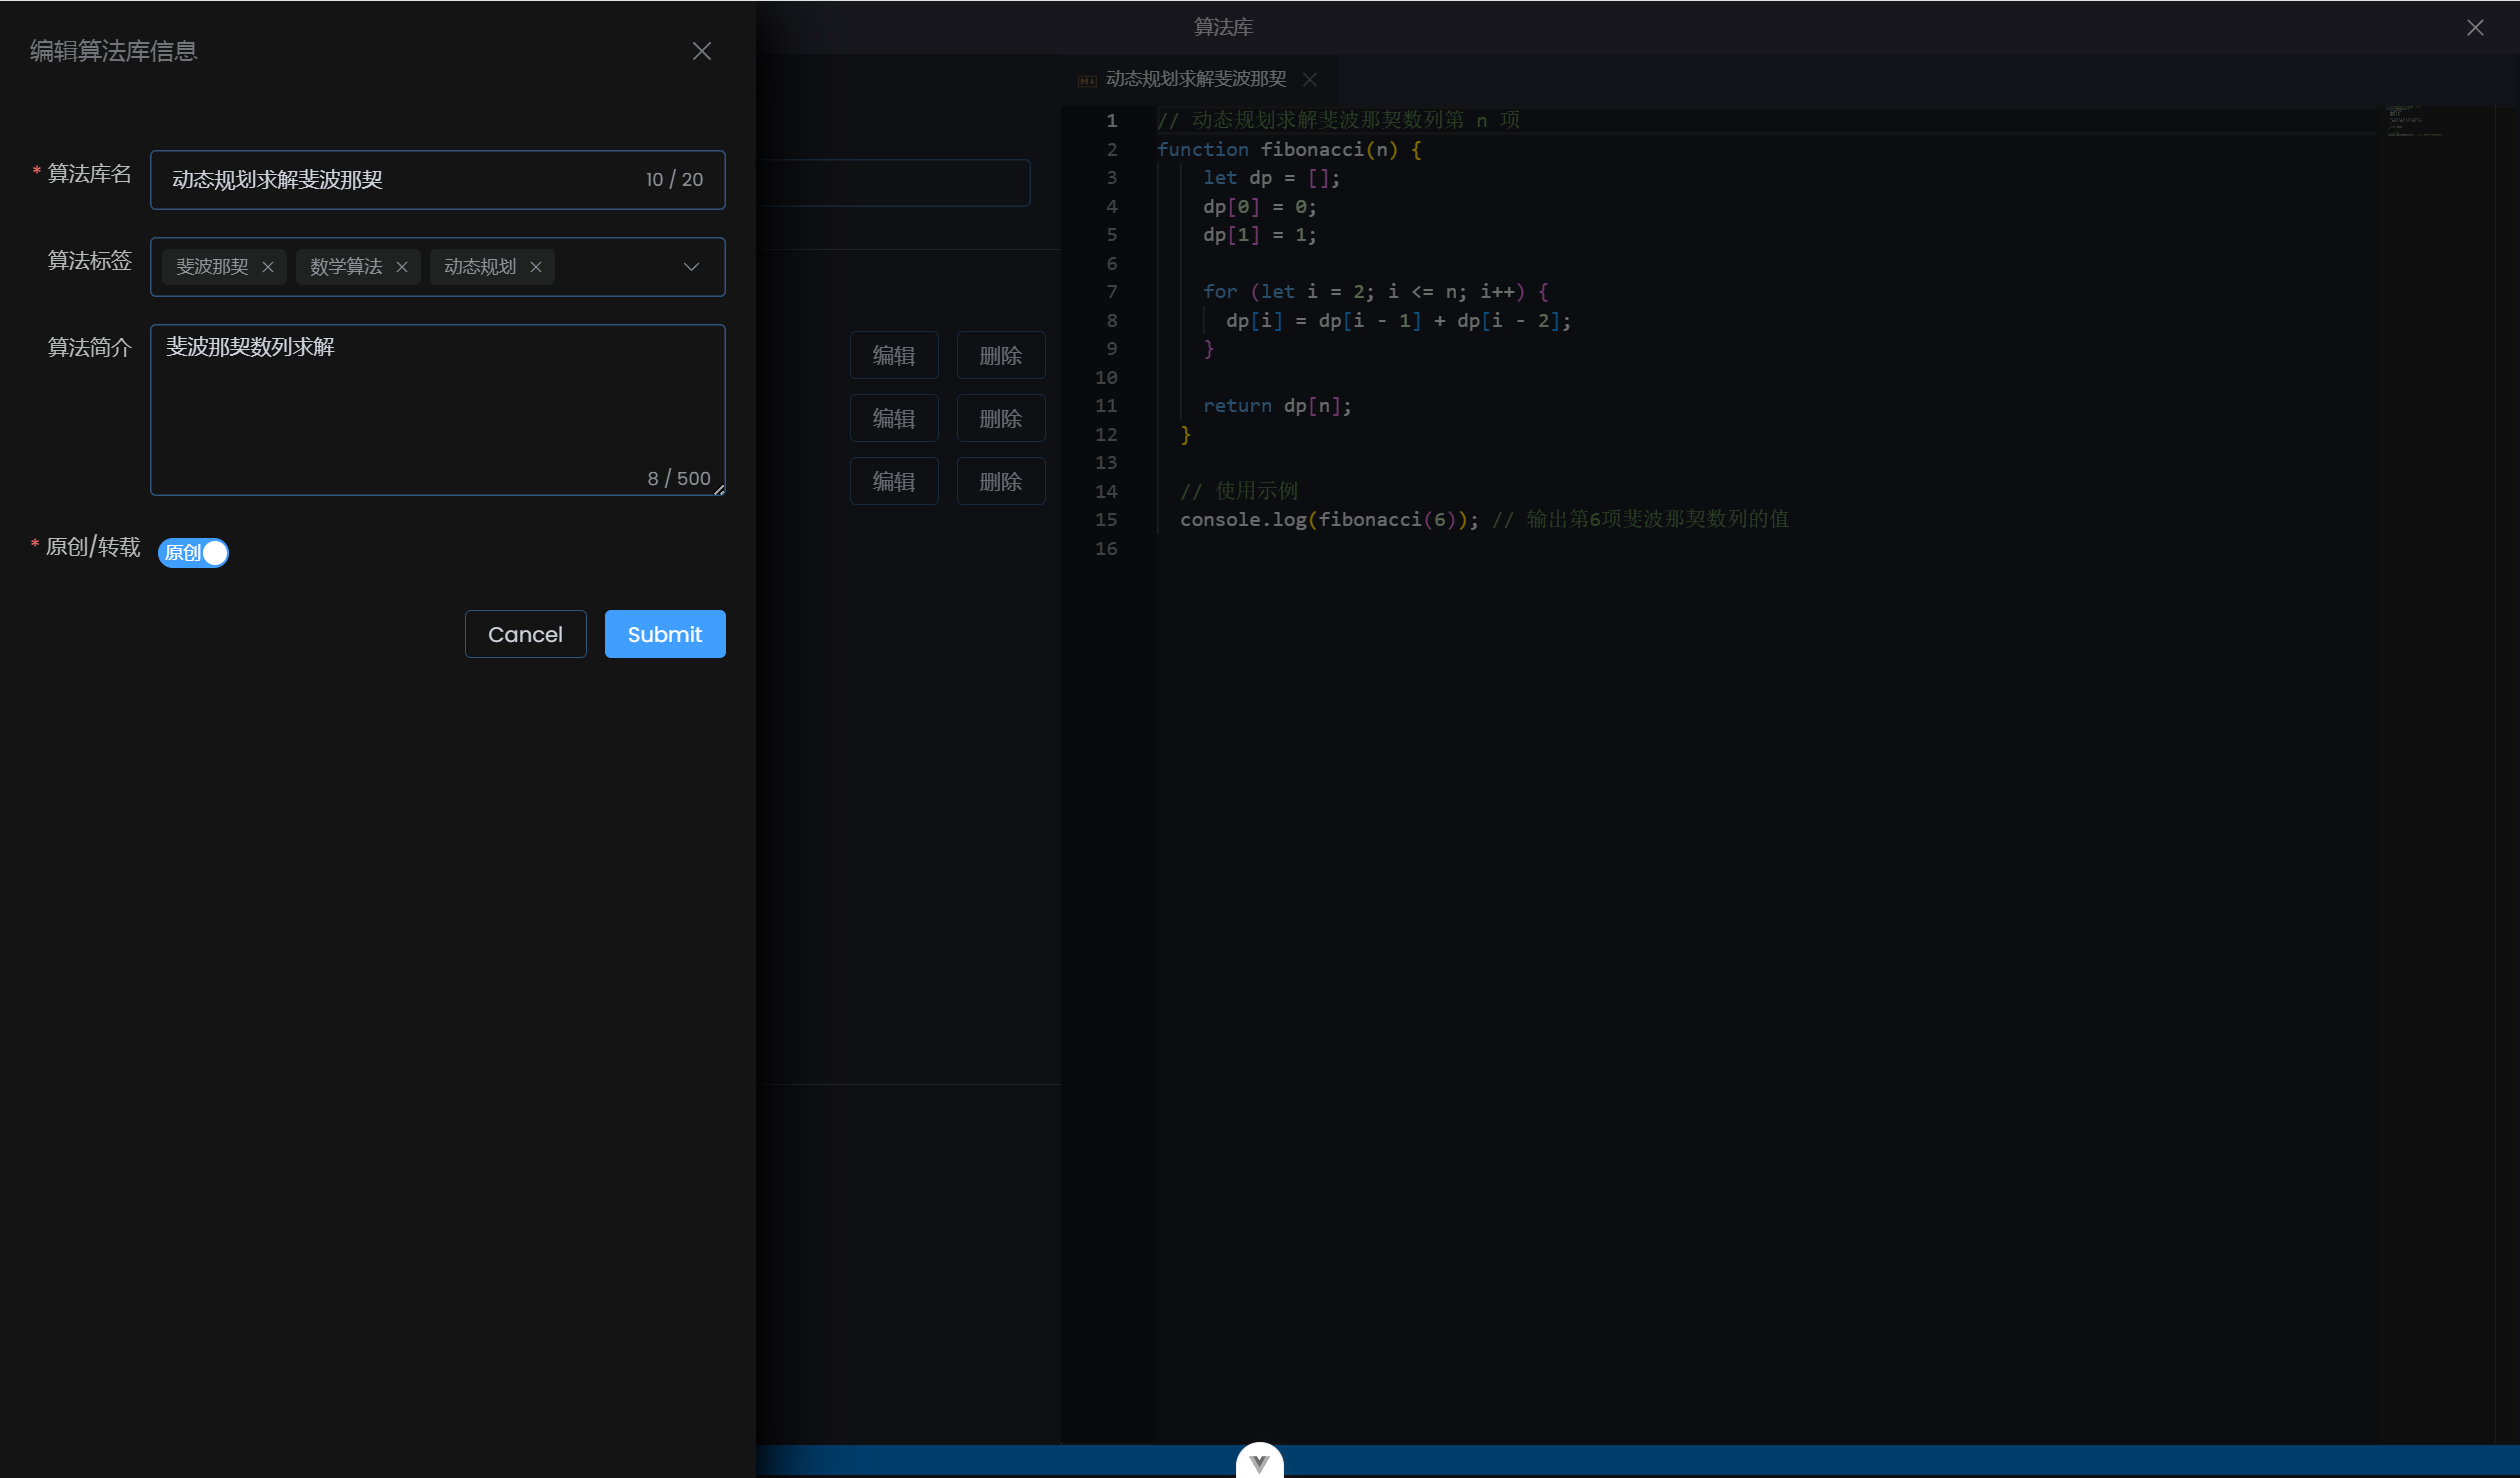 编辑算法库信息
* 算法库名
动态规划求解斐波那契
10 / 20
算法标签
斐波那契
数学算法
动态规划
算法简介
斐波那契数列求解
8 / 500
* 原创/转载
原创
Cancel
Submit
编辑 删除
编辑 删除
编辑 删除
算法库
动态规划求解斐波那契
1 // 动态规划求解斐波那契数列第 n 项
2 function fibonacci(n) {
3 let dp = [];
4 dp[0] = 0;
5 dp[1] = 1;
6
7 for (let i = 2; i <= n; i++) {
8 dp[i] = dp[i - 1] + dp[i - 2];
9 }
10
11 return dp[n];
12 }
13
14 // 使用示例
15 console.log(fibonacci(6)); // 输出第6项斐波那契数列的值
16